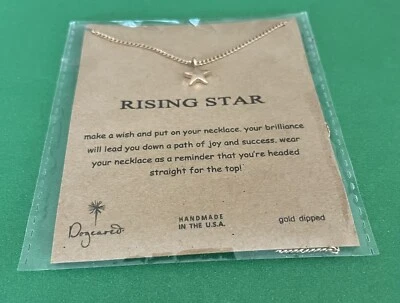 RISING STAR
make a wish and put on your necklace. your brilliance
will lead you down a path of joy and success. wear
your necklace as a reminder that you're headed
straight for the top!
Dogeared
HANDMADE
IN THE U.S.A.
gold dipped